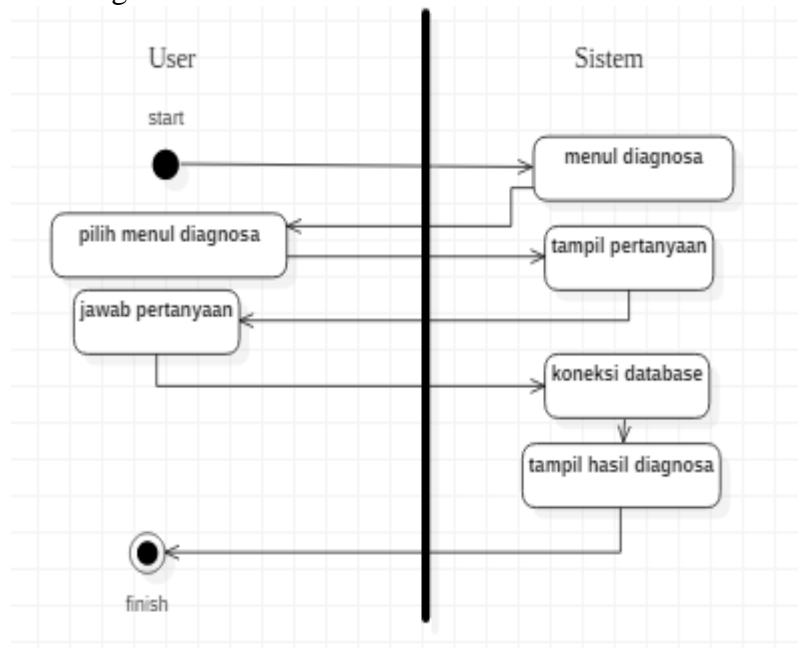 User
Sistem
start
menul diagnosa
pilih menul diagnosa
tampil pertanyaan
jawab pertanyaan
koneksi database
tampil hasil diagnosa
finish